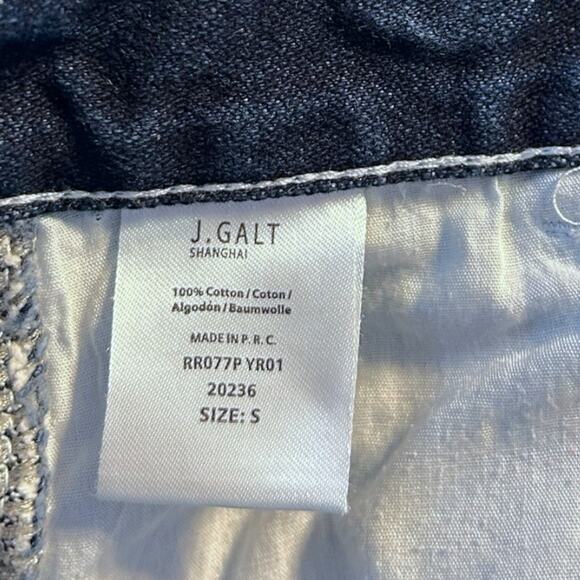 J.GALT
SHANGHAI
100% Cotton / Coton /
Algodón / Baumwolle
MADE IN P. R. C.
RR077P YR01
20236
SIZE: S